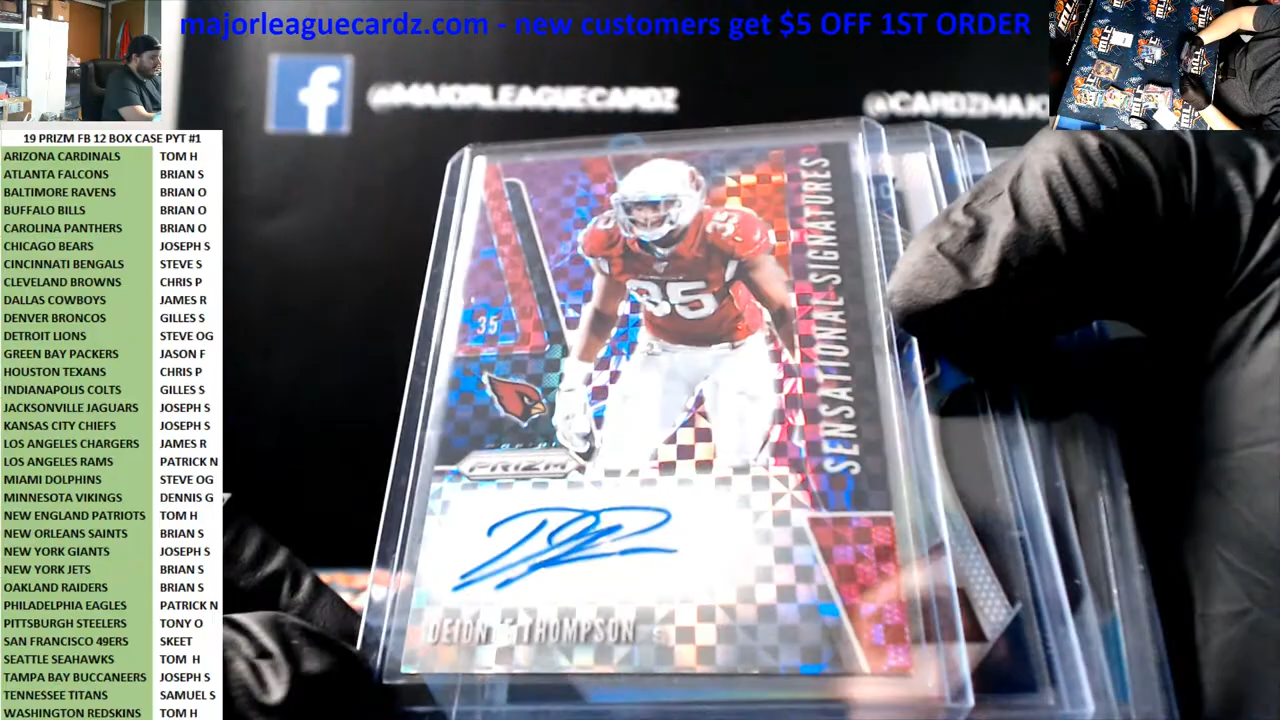 majorleaguecardz.com - new customers get $5 OFF 1ST ORDER
f @MAJORLEAGUECARDZ
@CARDZMAJ
19 PRIZM FB 12 BOX CASE PYT #1
ARIZONA CARDINALS TOM H
ATLANTA FALCONS BRIAN S
BALTIMORE RAVENS BRIAN O
BUFFALO BILLS BRIAN O
CAROLINA PANTHERS BRIAN O
CHICAGO BEARS JOSEPH S
CINCINNATI BENGALS STEVE S
CLEVELAND BROWNS CHRIS P
DALLAS COWBOYS JAMES R
DENVER BRONCOS GILLES S
DETROIT LIONS STEVE OG
GREEN BAY PACKERS JASON F
HOUSTON TEXANS CHRIS P
INDIANAPOLIS COLTS GILLES S
JACKSONVILLE JAGUARS JOSEPH S
KANSAS CITY CHIEFS JOSEPH S
LOS ANGELES CHARGERS JAMES R
LOS ANGELES RAMS PATRICK N
MIAMI DOLPHINS STEVE OG
MINNESOTA VIKINGS DENNIS G
NEW ENGLAND PATRIOTS TOM H
NEW ORLEANS SAINTS BRIAN S
NEW YORK GIANTS JOSEPH S
NEW YORK JETS BRIAN S
OAKLAND RAIDERS BRIAN S
PHILADELPHIA EAGLES PATRICK N
PITTSBURGH STEELERS TONY O
SAN FRANCISCO 49ERS SKEET
SEATTLE SEAHAWKS TOM H
TAMPA BAY BUCCANEERS JOSEPH S
TENNESSEE TITANS SAMUEL S
WASHINGTON REDSKINS TOM H
SENSATIONAL SIGNATURES
35
35
35
PRIZM
DEIONTE THOMPSON